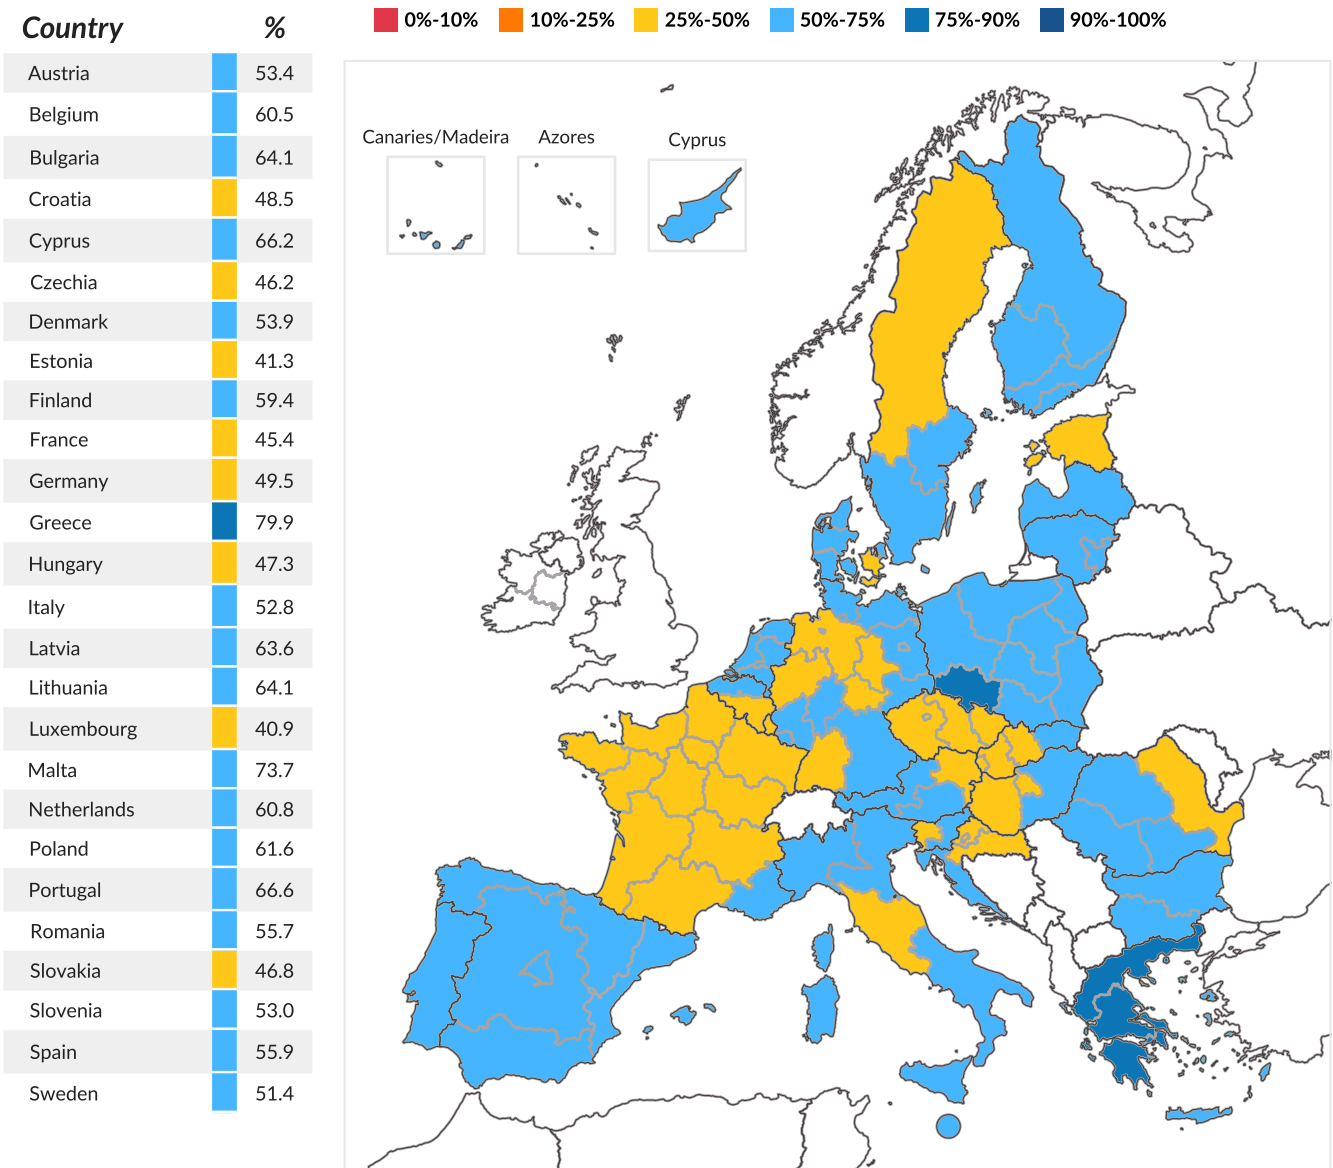 Country %
0%-10% 10%-25% 25%-50% 50%-75% 75%-90% 90%-100%
Austria 53.4
Belgium 60.5
Bulgaria 64.1
Croatia 48.5
Cyprus 66.2
Czechia 46.2
Denmark 53.9
Estonia 41.3
Finland 59.4
France 45.4
Germany 49.5
Greece 79.9
Hungary 47.3
Italy 52.8
Latvia 63.6
Lithuania 64.1
Luxembourg 40.9
Malta 73.7
Netherlands 60.8
Poland 61.6
Portugal 66.6
Romania 55.7
Slovakia 46.8
Slovenia 53.0
Spain 55.9
Sweden 51.4
Canaries/Madeira Azores Cyprus